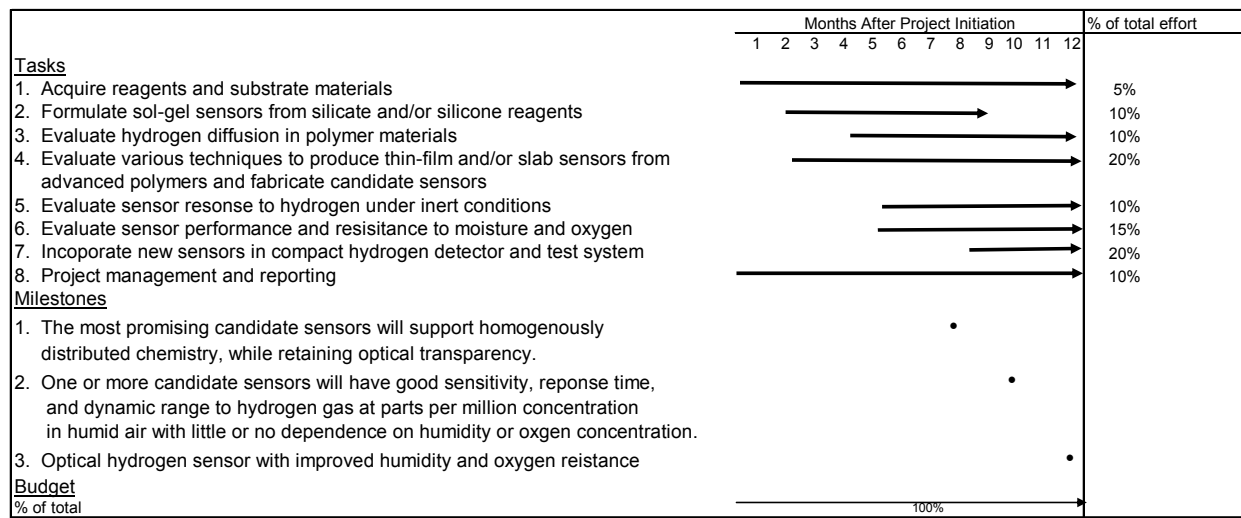 Months After Project Initiation % of total effort
1 2 3 4 5 6 7 8 9 10 11 12
Tasks
1. Acquire reagents and substrate materials 5%
2. Formulate sol-gel sensors from silicate and/or silicone reagents 10%
3. Evaluate hydrogen diffusion in polymer materials 10%
4. Evaluate various techniques to produce thin-film and/or slab sensors from 20%
advanced polymers and fabricate candidate sensors
5. Evaluate sensor resonse to hydrogen under inert conditions 10%
6. Evaluate sensor performance and resisitance to moisture and oxygen 15%
7. Incoporate new sensors in compact hydrogen detector and test system 20%
8. Project management and reporting 10%
Milestones
1. The most promising candidate sensors will support homogenously
distributed chemistry, while retaining optical transparency.
2. One or more candidate sensors will have good sensitivity, reponse time,
and dynamic range to hydrogen gas at parts per million concentration
in humid air with little or no dependence on humidity or oxgen concentration.
3. Optical hydrogen sensor with improved humidity and oxygen reistance
Budget
% of total 100%